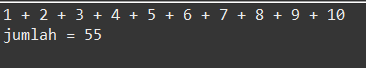 1 + 2 + 3 + 4 + 5 + 6 + 7 + 8 + 9 + 10
jumlah = 55